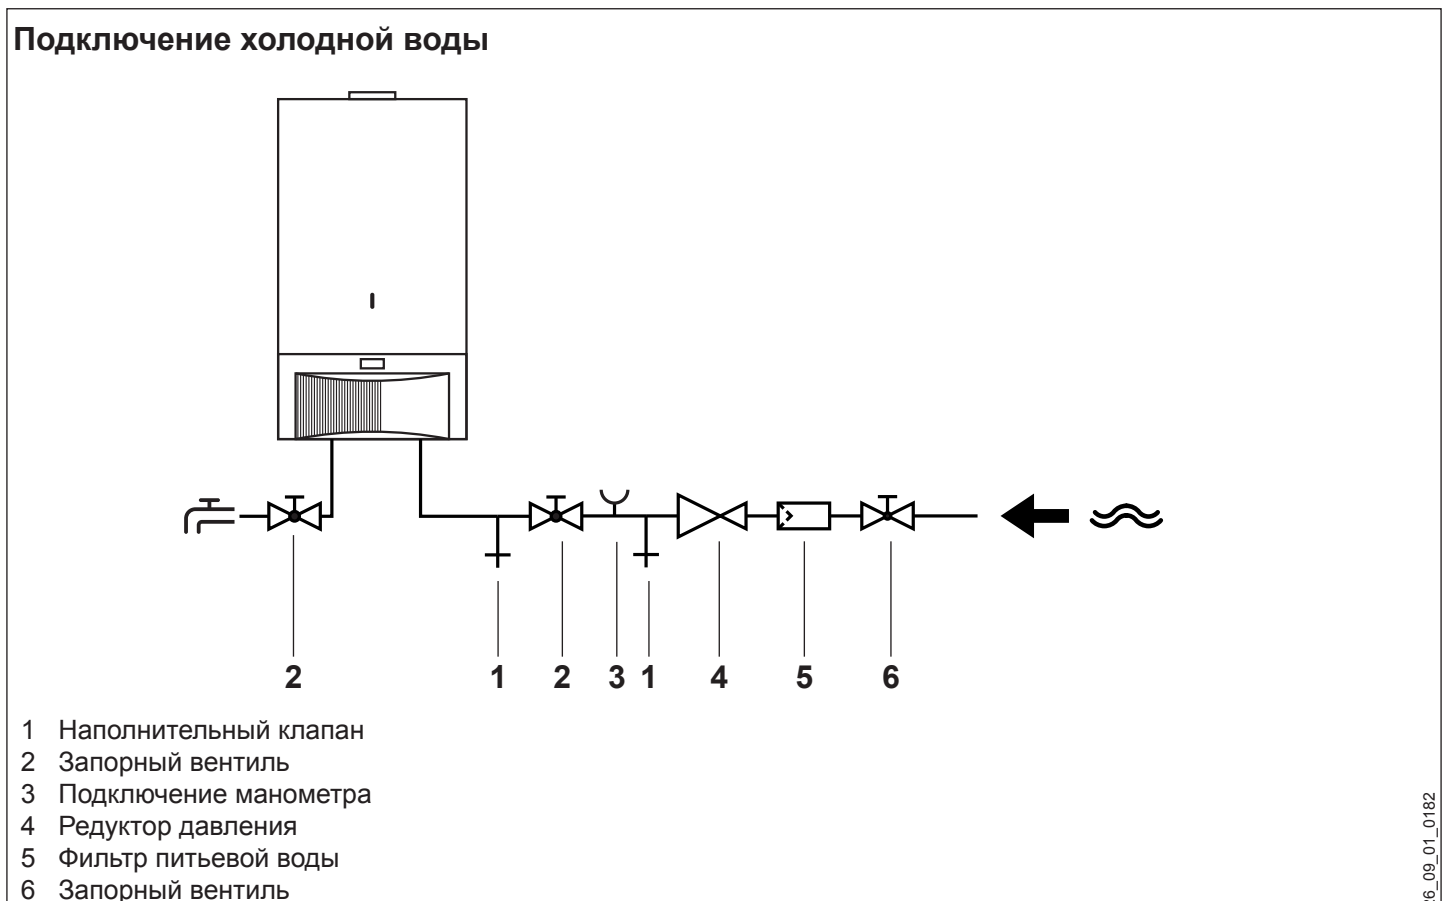 Подключение холодной воды
2 1 2 3 1 4 5 6
1 Наполнительный клапан
2 Запорный вентиль
3 Подключение манометра
4 Редуктор давления
5 Фильтр питьевой воды
6 Запорный вентиль
6_09_01_0182